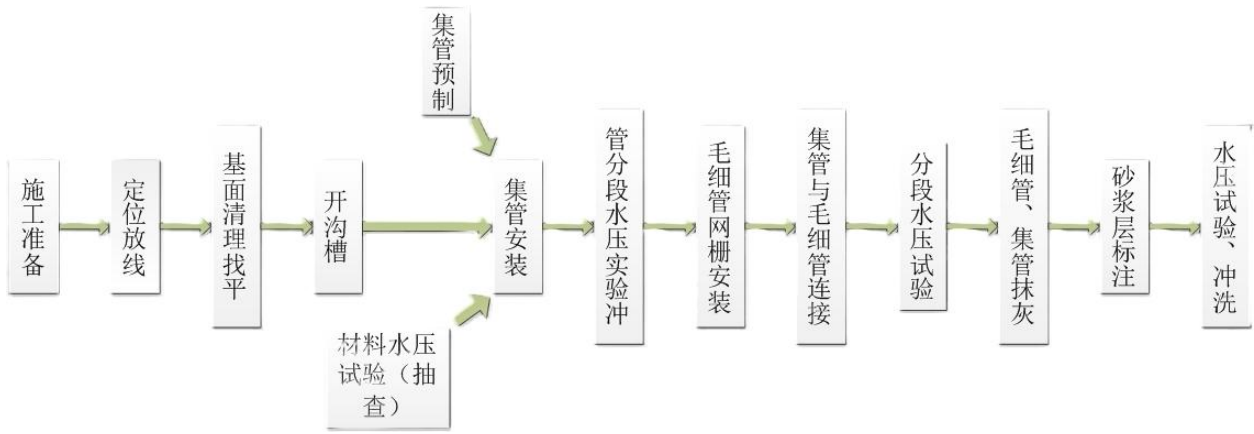 施工准备
定位放线
基面清理找平
开沟槽
集管预制
材料水压
试验（抽
查）
集管安装
管分段水压实验冲
毛细管网栅安装
集管与毛细管连接
分段水压试验
毛细管、集管抹灰
砂浆层标注
水压试验、冲洗